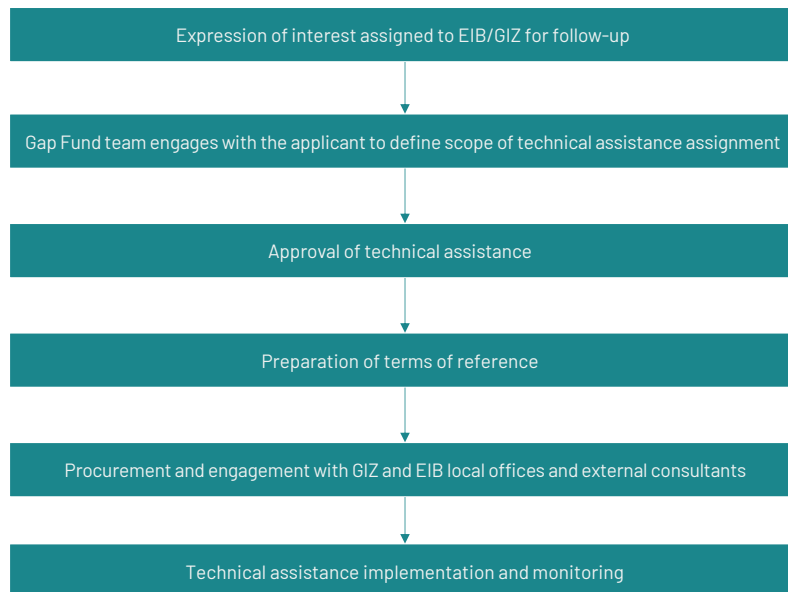 Expression of interest assigned to EIB/GIZ for follow-up
Gap Fund team engages with the applicant to define scope of technical assistance assignment
Approval of technical assistance
Preparation of terms of reference
Procurement and engagement with GIZ and EIB local offices and external consultants
Technical assistance implementation and monitoring